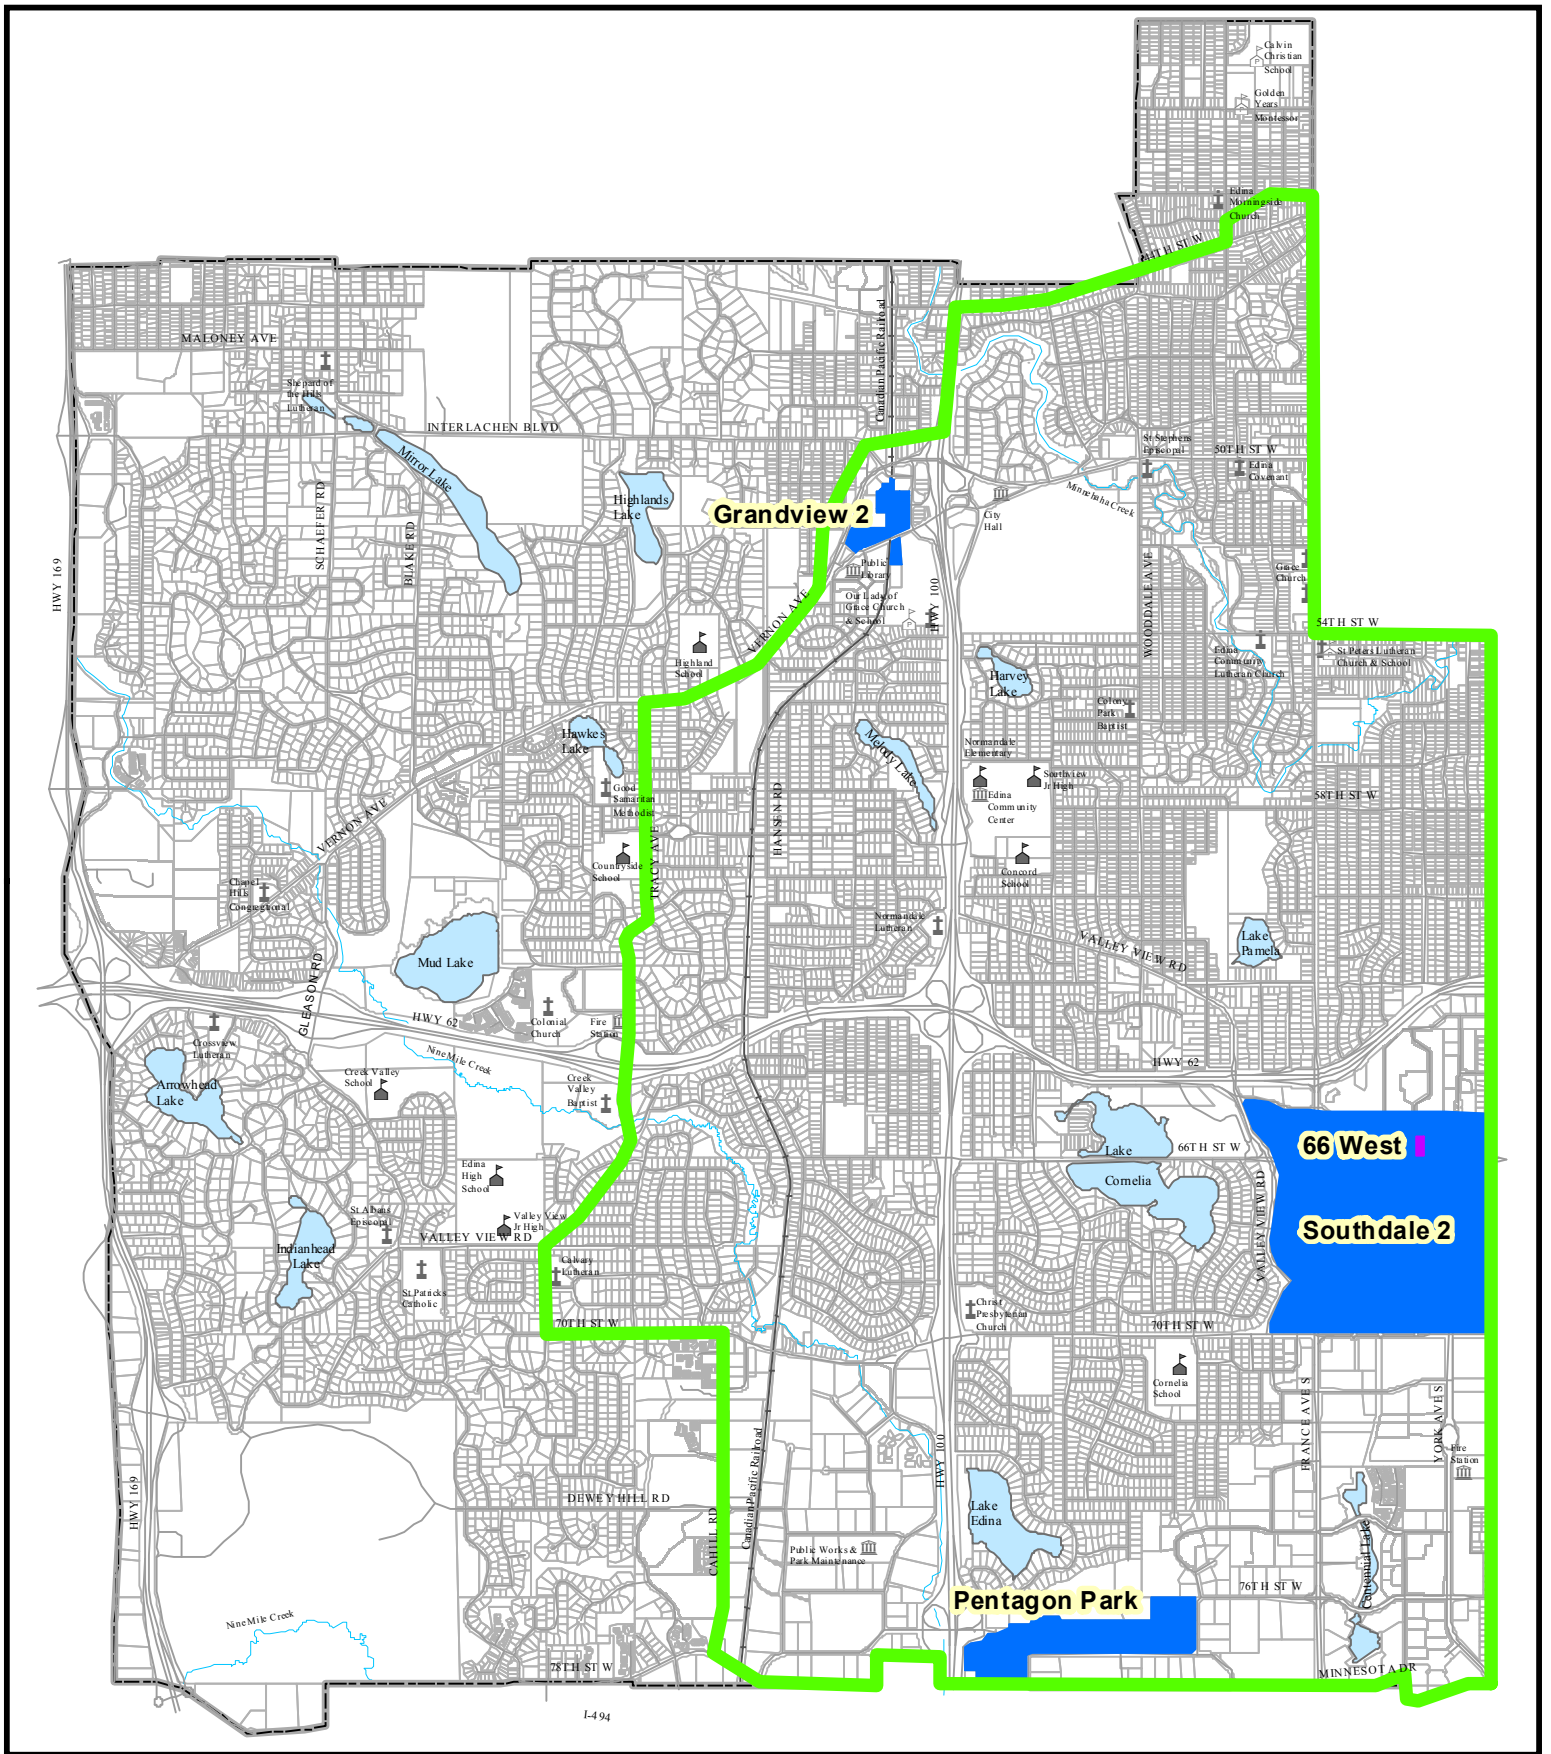 Calvin
Christian
School
Golden
Years
Montessor
Edina
Morningside
Church
44TH ST W
Canadian Pacific Railroad
MALONEY AVE
Shepard of
the Hills
Lutheran
INTERLACHEN BLVD
Mirror Lake
Highlands
Lake
SCHAEFER RD
BLAKE RD
HWY 169
Grandview 2
St Stephens
Episcopal
50TH ST W
Edina
Covenant
Minnehaha Creek
City
Hall
Public
Library
Our Lady of
Grace Church
& School
HWY 100
WOODDALE AVE
Grace
Church
54TH ST W
St Peters Lutheran
Church & School
Edina
Community
Lutheran Church
VERNON AVE
Highland
School
Harvey
Lake
Colony
Park
Baptist
Hawkes
Lake
Melody Lake
Normandale
Elementary
Southview
Jr High
Edina
Community
Center
58TH ST W
Good
Samaritan
Methodist
HANSEN RD
VERNON AVE
TRACY AVE
Countryside
School
Concord
School
Chapel
Hills
Congregtional
Normandale
Lutheran
VALLEY VIEW RD
Lake
Pamela
Mud Lake
GLEASON RD
HWY 62
Colonial
Church
Fire
Station
Crossview
Lutheran
Nine Mile Creek
HWY 62
Arrowhead
Lake
Creek Valley
School
Creek
Valley
Baptist
66 West
Lake
Cornelia
66TH ST W
Edina
High
School
VALLEY VIEW RD
St Albans
Episcopal
Valley View
Jr High
VALLEY VIEW RD
Southdale 2
Indianhead
Lake
Calvary
Lutheran
St Patricks
Catholic
Christ
Presbyterian
Church
70TH ST W
70TH ST W
Cornelia
School
FRANCE AVE S
YORK AVE S
Fire
Station
HWY 169
Canadian Pacific Railroad
HWY 100
DEWEY HILL RD
CAHILL RD
Lake
Edina
Public Works &
Park Maintenance
Centennial Lake
76TH ST W
Pentagon Park
Nine Mile Creek
78TH ST W
MINNESOTA DR
I-494